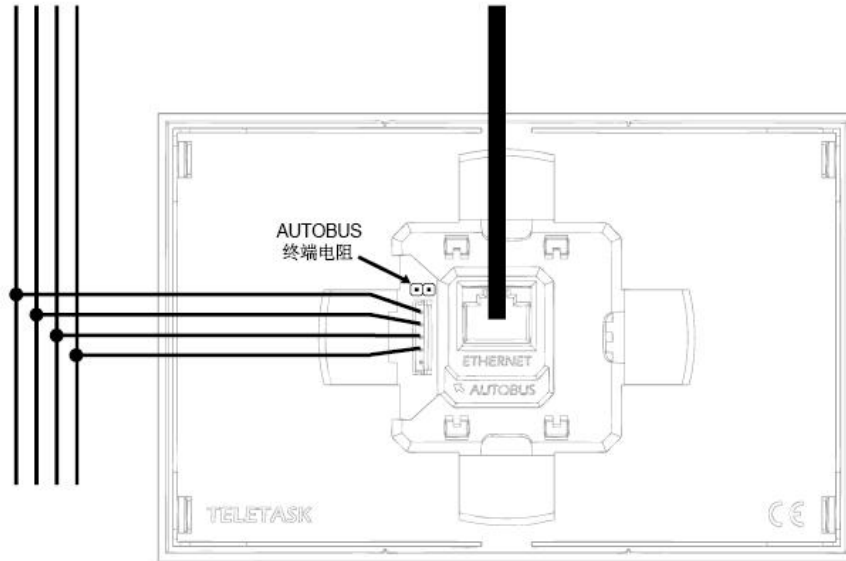 AUTOBUS
终端电阻
ETHERNET
AUTOBUS
TELETASK
CE